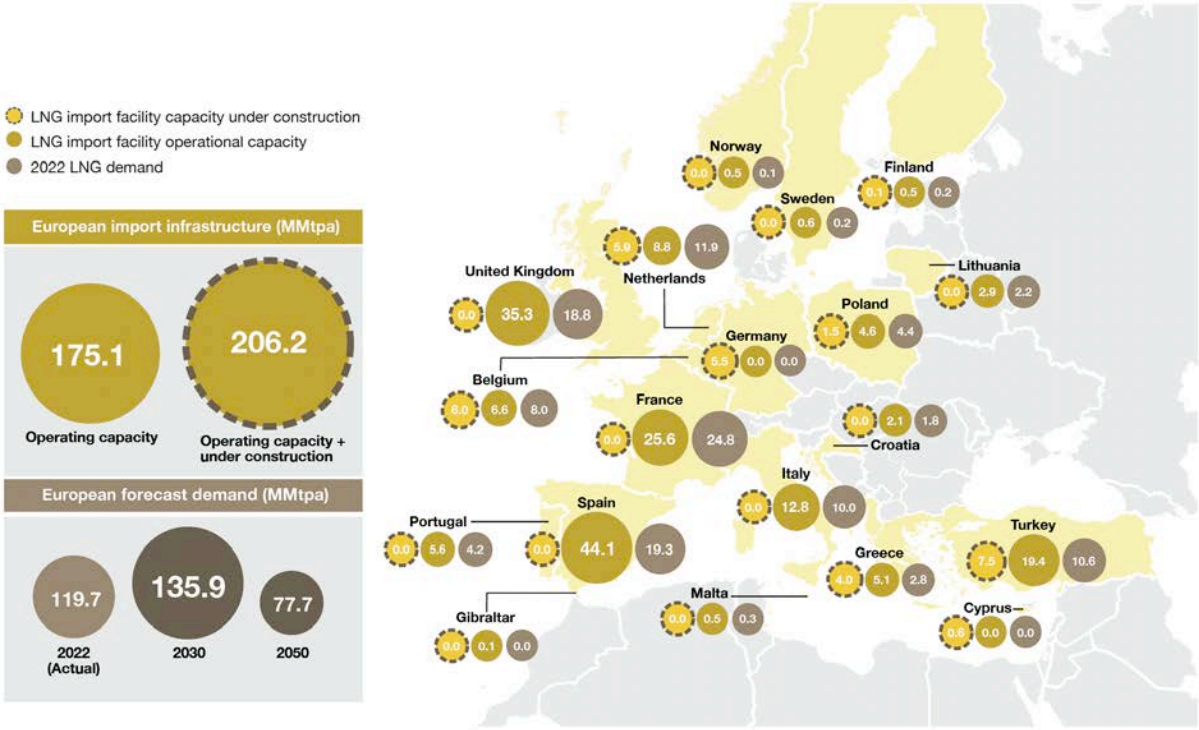 LNG import facility capacity under construction
LNG import facility operational capacity
2022 LNG demand
European import infrastructure (MMtpa)
175.1
206.2
Operating capacity
Operating capacity +
under construction
European forecast demand (MMtpa)
119.7
135.9
77.7
2022
(Actual)
2030
2050
Norway
0.0 0.5 0.1
Finland
0.1 0.5 0.2
Sweden
0.0 0.6 0.2
5.9 8.8 11.9
Netherlands
Lithuania
0.0 2.9 2.2
United Kingdom
0.0 35.3 18.8
Poland
1.5 4.6 4.4
Germany
5.5 0.0 0.0
Belgium
6.0 6.6 8.0
France
0.0 25.6 24.8
0.0 2.1 1.8
Croatia
Italy
0.0 12.8 10.0
Spain
0.0 44.1 19.3
Portugal
0.0 5.6 4.2
Turkey
7.5 19.4 10.6
Greece
4.0 5.1 2.8
Malta
0.0 0.5 0.3
Cyprus
0.6 0.0 0.0
Gibraltar
0.0 0.1 0.0